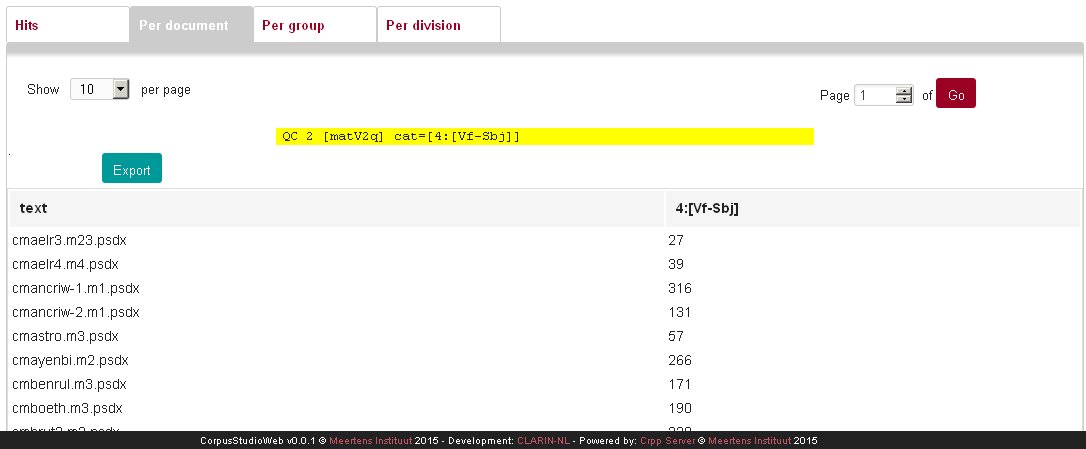 Hits Per document Per group Per division
Show 10 per page Page 1 of Go
QC 2 [matV2q] cat=[4:[Vf-Sbj]]
Export
text 4:[Vf-Sbj]
cmaelr3.m23.psdx 27
cmaelr4.m4.psdx 39
cmancriw-1.m1.psdx 316
cmancriw-2.m1.psdx 131
cmastro.m3.psdx 57
cmayenbi.m2.psdx 266
cmbenrul.m3.psdx 171
cmboeth.m3.psdx 190
CorpusStudioWeb v0.0.1 © Meertens Instituut 2015 - Development: CLARIN-NL - Powered by: Crpp Server © Meertens Instituut 2015